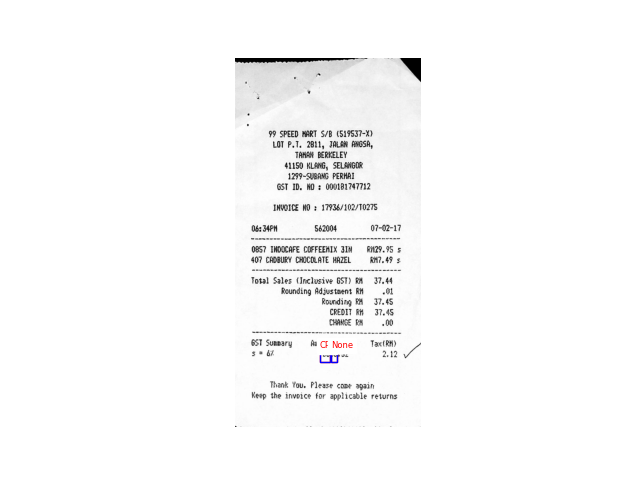 99 SPEED MART S/B (519537-X)
LOT P.T. 2811, JALAN ANGSA,
TAMAN BERKELEY
41150 KLANG, SELANGOR
1299-SUBANG PERMAI
GST ID. NO : 000181747712
INVOICE NO : 17936/102/T0275
06:34PM 562004 07-02-17
0857 INDOCAFE COFFEEMIX 3IN RM29.95 s
407 CADBURY CHOCOLATE HAZEL RM7.49 s
Total Sales (Inclusive GST) RM 37.44
Rounding Adjustment RM .01
Rounding RM 37.45
CREDIT RM 37.45
CHANGE RM .00
GST Summary None Tax(RM)
s = 6% 2.12
Thank You. Please come again
Keep the invoice for applicable returns